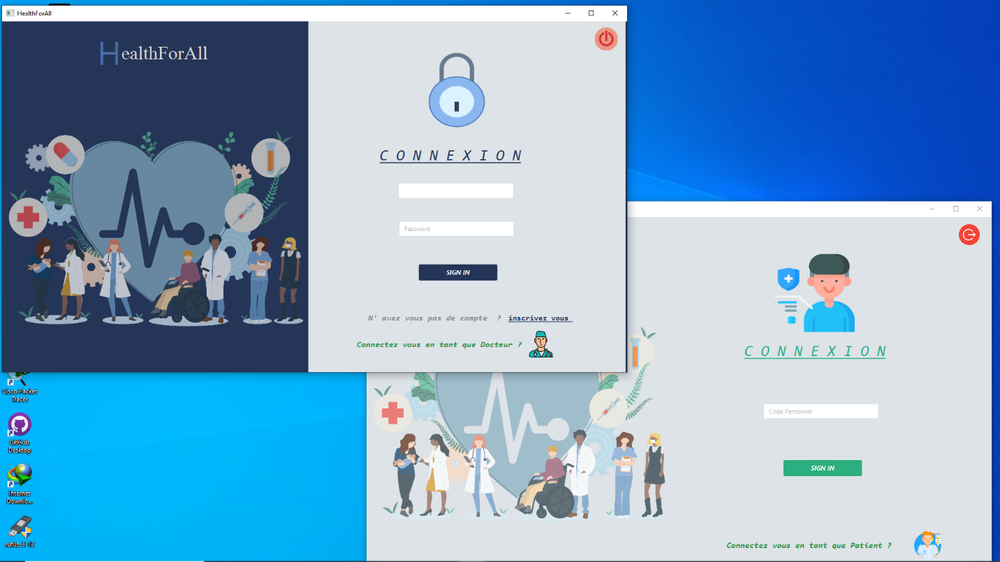 HealthForAll
HealthForAll
CONNEXION
Password
SIGN IN
N' avez vous pas de compte ? inscrivez vous
Connectez vous en tant que Docteur ?
CONNEXION
Code Personnel
SIGN IN
Connectez vous en tant que Patient ?
Cisco Packet
Tracer
GitHub
Desktop
Internet
Downlo...
rufus-3-13